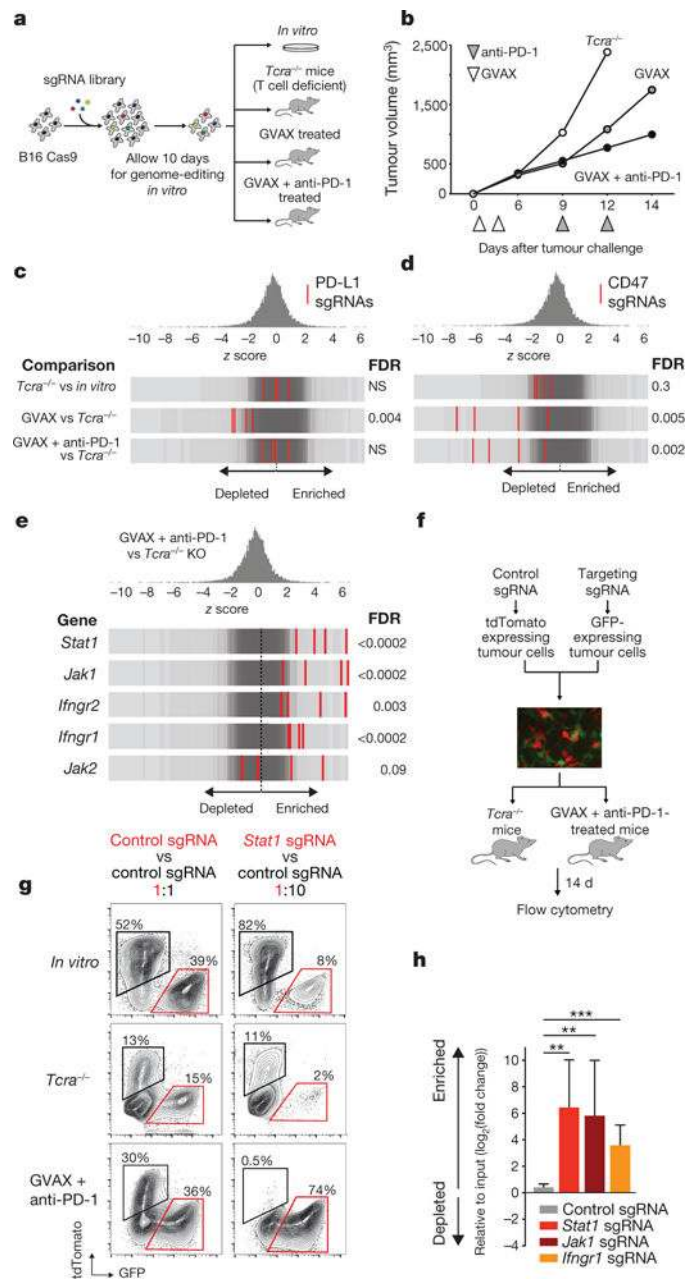 a
In vitro
sgRNA library
Tcra−/− mice
(T cell deficient)
GVAX treated
B16 Cas9
Allow 10 days
for genome-editing
in vitro
GVAX + anti-PD-1
treated
b
Tumour volume (mm3)
2,500
1,750
1,000
500
0
anti-PD-1
GVAX
Tcra−/−
GVAX
GVAX + anti-PD-1
0 6 9 12 14
Days after tumour challenge
c
PD-L1
sgRNAs
−10 −8 −6 −4 −2 0 2 4 6
z score
Comparison
FDR
Tcra−/− vs in vitro
NS
GVAX vs Tcra−/−
0.004
GVAX + anti-PD-1
vs Tcra−/−
NS
Depleted Enriched
d
CD47
sgRNAs
−10 −8 −6 −4 −2 0 2 4 6
z score
FDR
0.3
0.005
0.002
Depleted Enriched
e
GVAX + anti-PD-1
vs Tcra−/− KO
−10 −8 −6 −4 −2 0 2 4 6
z score
Gene
FDR
Stat1
<0.0002
Jak1
<0.0002
Ifngr2
0.003
Ifngr1
<0.0002
Jak2
0.09
Depleted Enriched
f
Control
sgRNA
Targeting
sgRNA
tdTomato
expressing
tumour cells
GFP-
expressing
tumour cells
Tcra−/−
mice
GVAX + anti-PD-1-
treated mice
14 d
Flow cytometry
g
Control sgRNA
vs
control sgRNA
1:1
Stat1 sgRNA
vs
control sgRNA
1:10
In vitro
52%
39%
82%
8%
Tcra−/−
13%
15%
11%
2%
GVAX +
anti-PD-1
30%
36%
0.5%
74%
tdTomato
GFP
h
Enriched
Depleted
Relative to input (log2(fold change))
10
8
6
4
2
0
−2
−4
***
**
**
Control sgRNA
Stat1 sgRNA
Jak1 sgRNA
Ifngr1 sgRNA